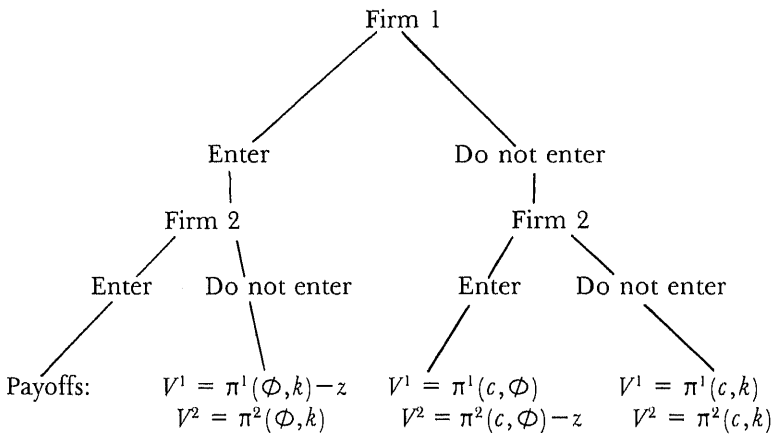 Firm 1
Enter Do not enter
Firm 2 Firm 2
Enter Do not enter Enter Do not enter
Payoffs: V¹ = π¹(Φ,k)−z V¹ = π¹(c,Φ) V¹ = π¹(c,k)
V² = π²(Φ,k) V² = π²(c,Φ)−z V² = π²(c,k)